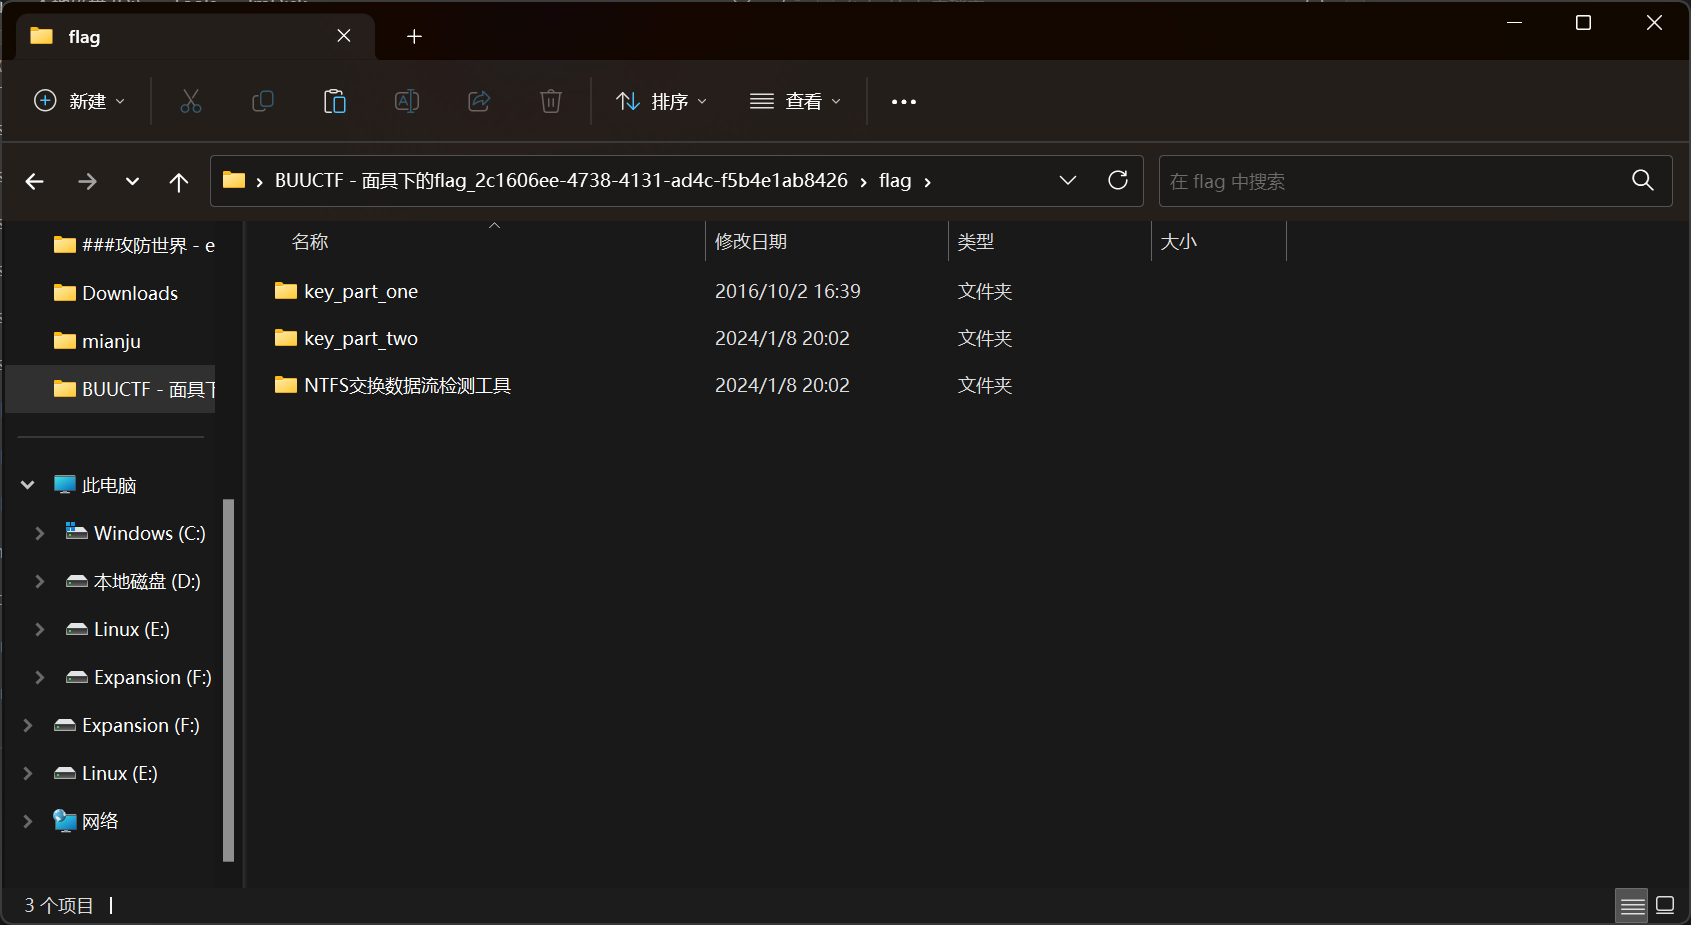 flag
新建
排序
查看
BUUCTF - 面具下的flag_2c1606ee-4738-4131-ad4c-f5b4e1ab8426 › flag ›
在 flag 中搜索
###攻防世界 - e
Downloads
mianju
BUUCTF - 面具下
此电脑
Windows (C:)
本地磁盘 (D:)
Linux (E:)
Expansion (F:)
Expansion (F:)
Linux (E:)
网络
名称 修改日期 类型 大小
key_part_one 2016/10/2 16:39 文件夹
key_part_two 2024/1/8 20:02 文件夹
NTFS交换数据流检测工具 2024/1/8 20:02 文件夹
3 个项目